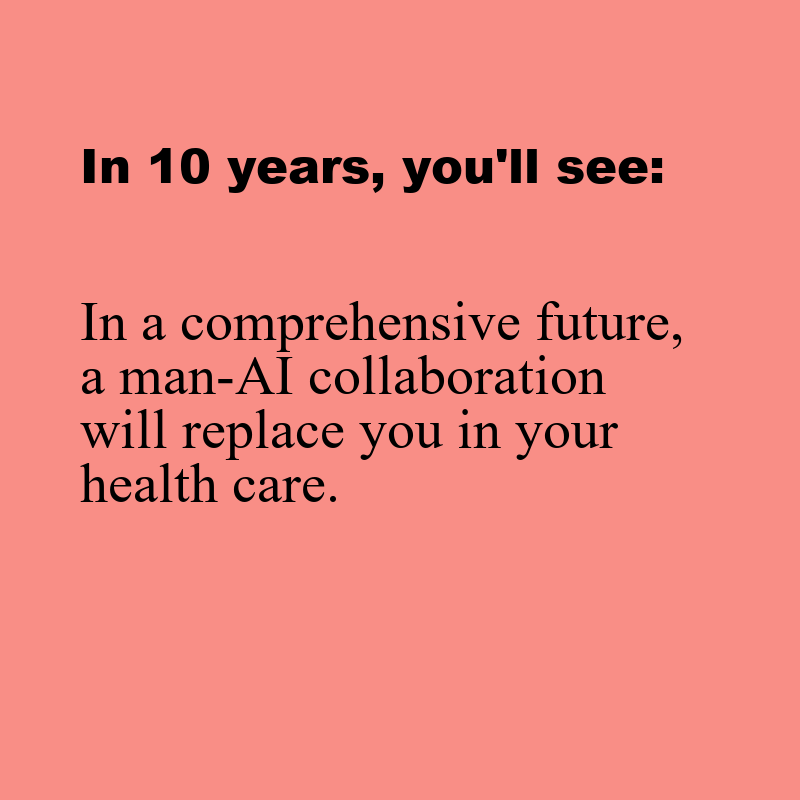 In 10 years, you'll see:
In a comprehensive future,
a man-AI collaboration
will replace you in your
health care.